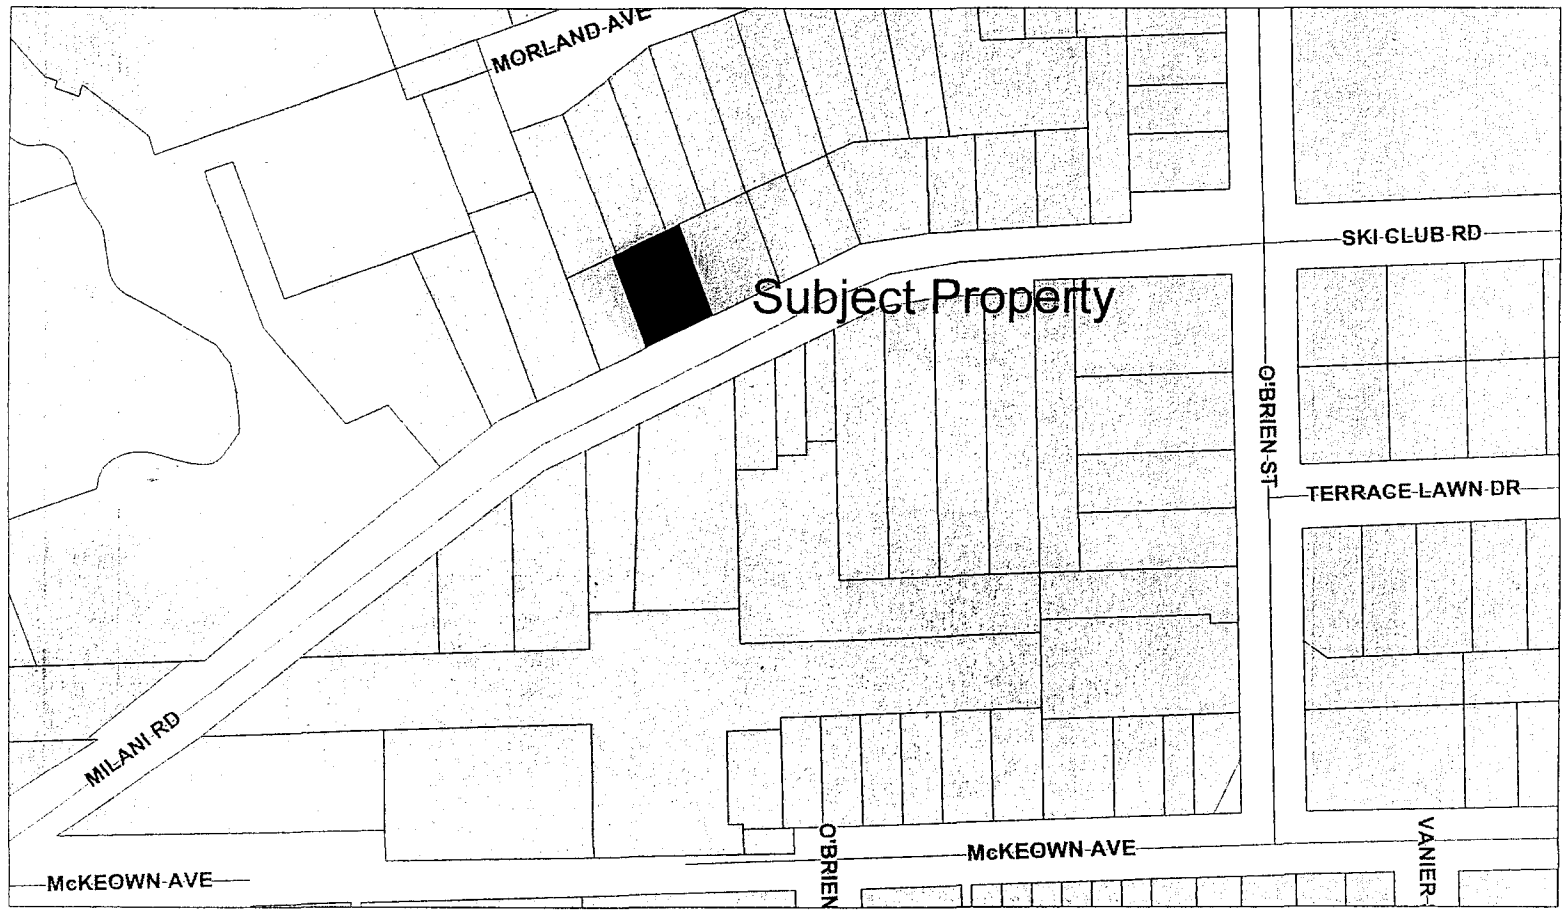 MORLAND AVE
SKI CLUB RD
Subject Property
O'BRIEN ST
TERRACE LAWN DR
MILANI RD
McKEOWN AVE
O'BRIEN
McKEOWN AVE
VANIER